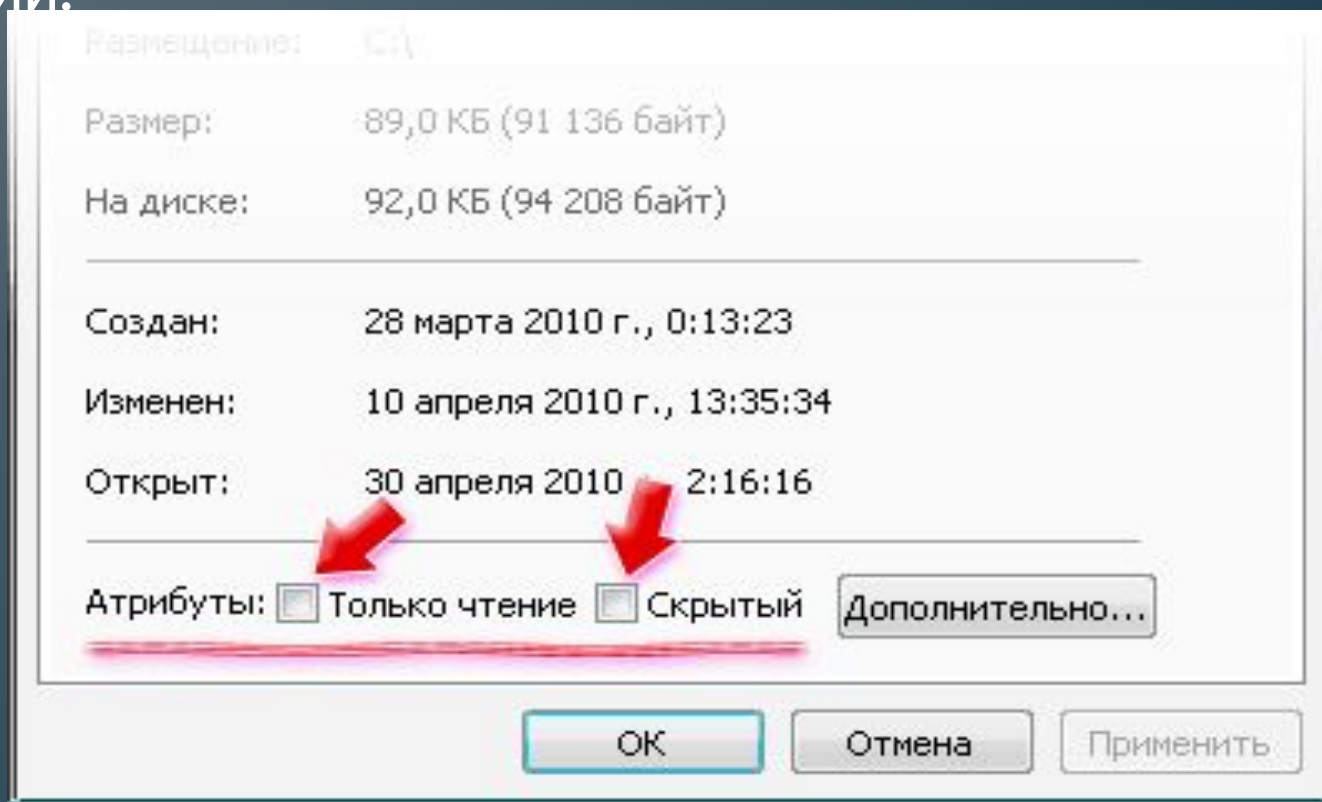 Размещение: C:\
Размер: 89,0 КБ (91 136 байт)
На диске: 92,0 КБ (94 208 байт)
Создан: 28 марта 2010 г., 0:13:23
Изменен: 10 апреля 2010 г., 13:35:34
Открыт: 30 апреля 2010 2:16:16
Атрибуты: Только чтение Скрытый Дополнительно...
ОК Отмена Применить